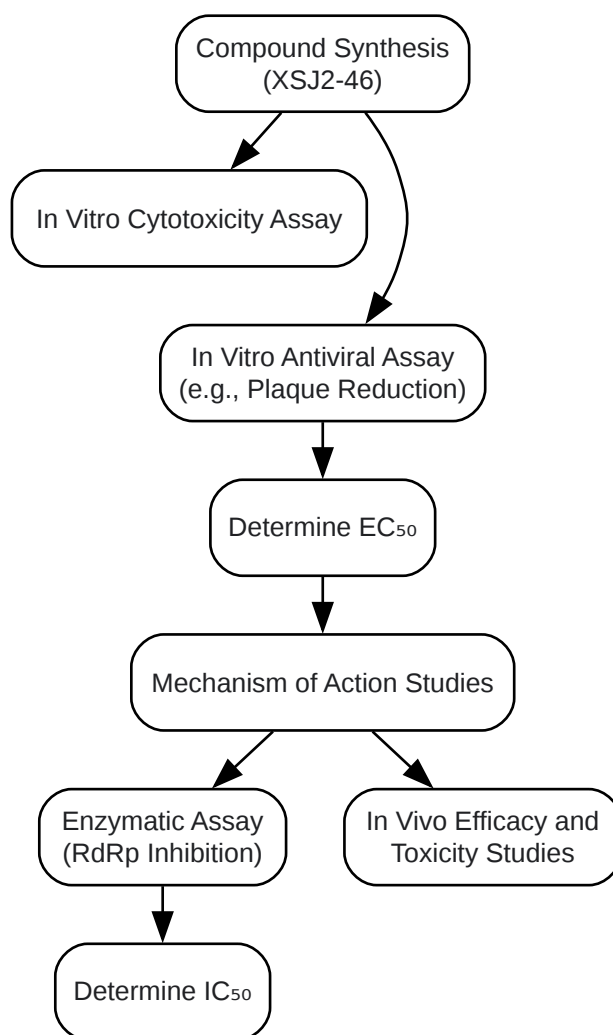 Compound Synthesis
(XSJ2-46)
In Vitro Cytotoxicity Assay
In Vitro Antiviral Assay
(e.g., Plaque Reduction)
Determine EC₅₀
Mechanism of Action Studies
Enzymatic Assay
(RdRp Inhibition)
In Vivo Efficacy and
Toxicity Studies
Determine IC₅₀